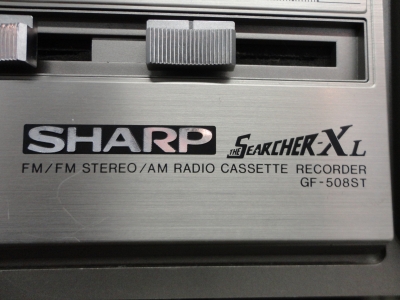 SHARP THE SEARCHER-XL
FM/FM STEREO/AM RADIO CASSETTE RECORDER
GF-508ST